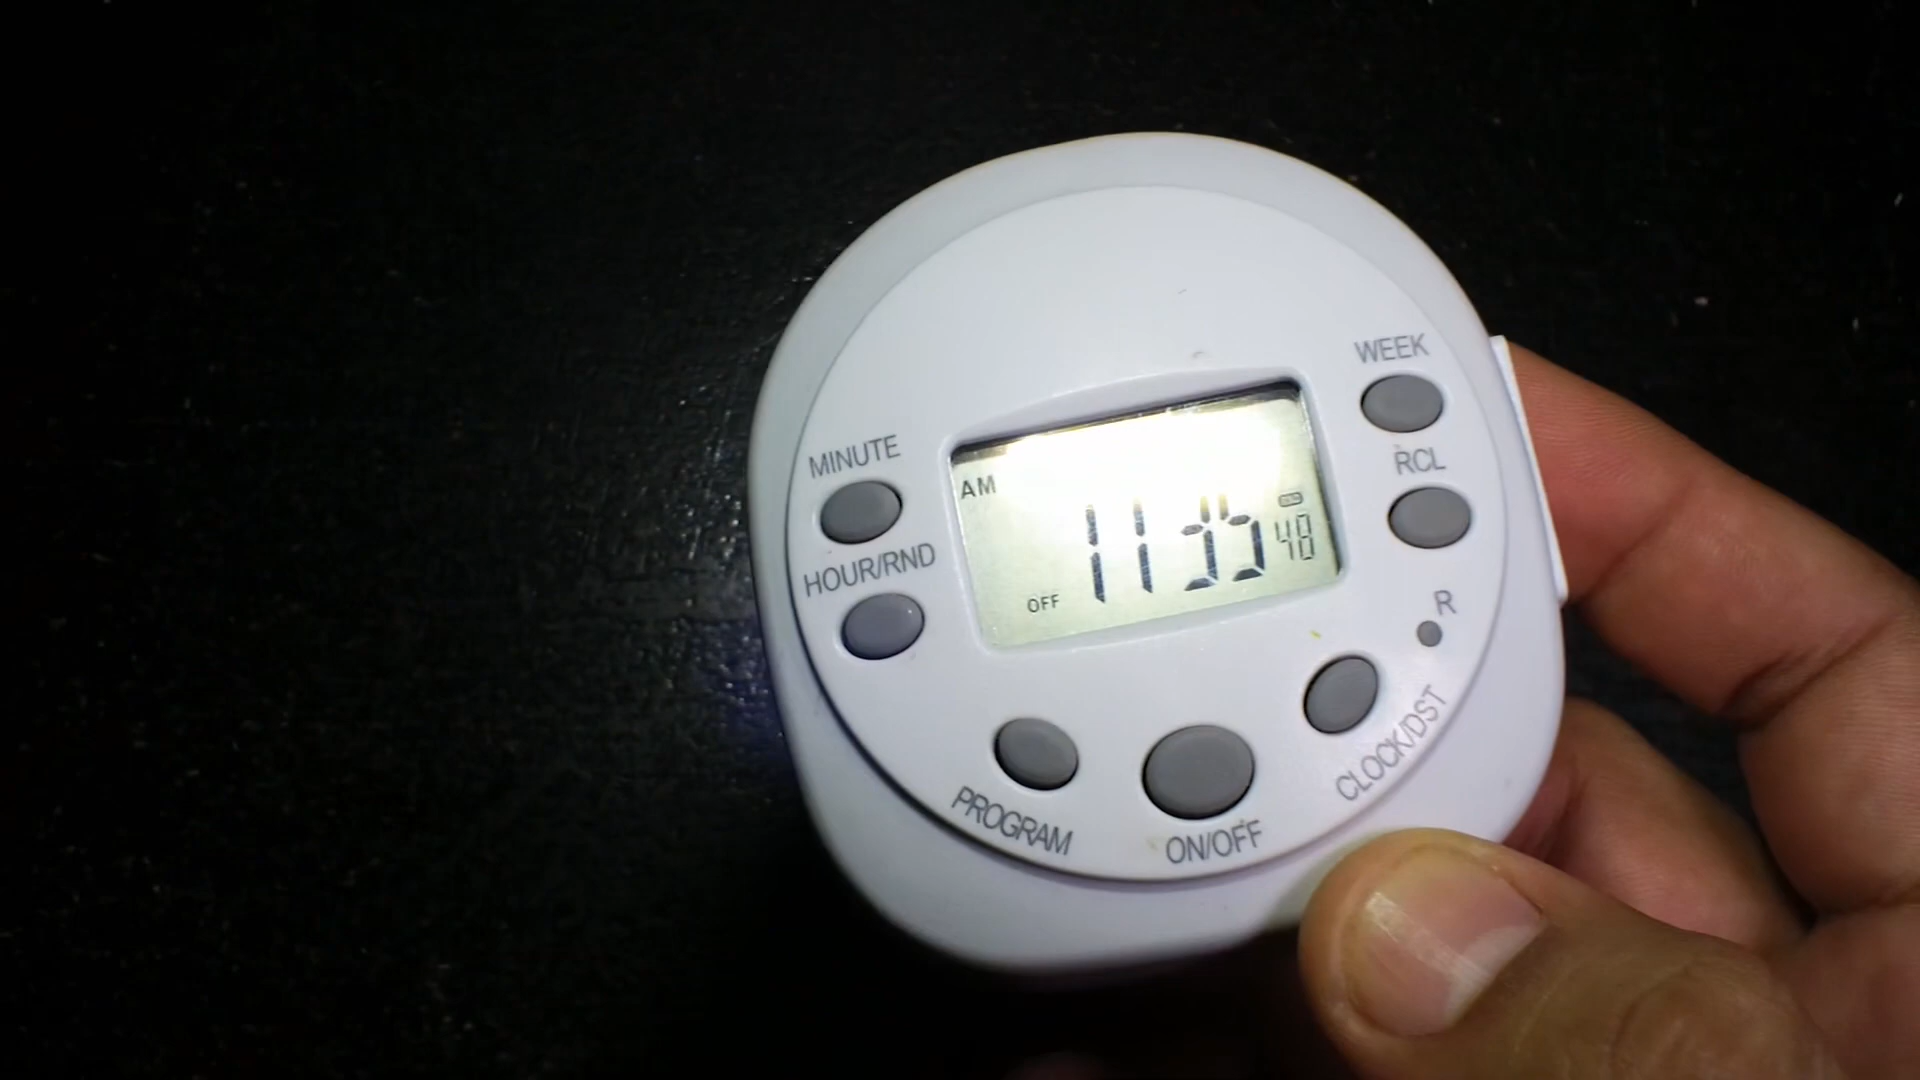 WEEK
MINUTE
RCL
AM
11 35 48
HOUR/RND
OFF
R
CLOCK/DST
PROGRAM
ON/OFF